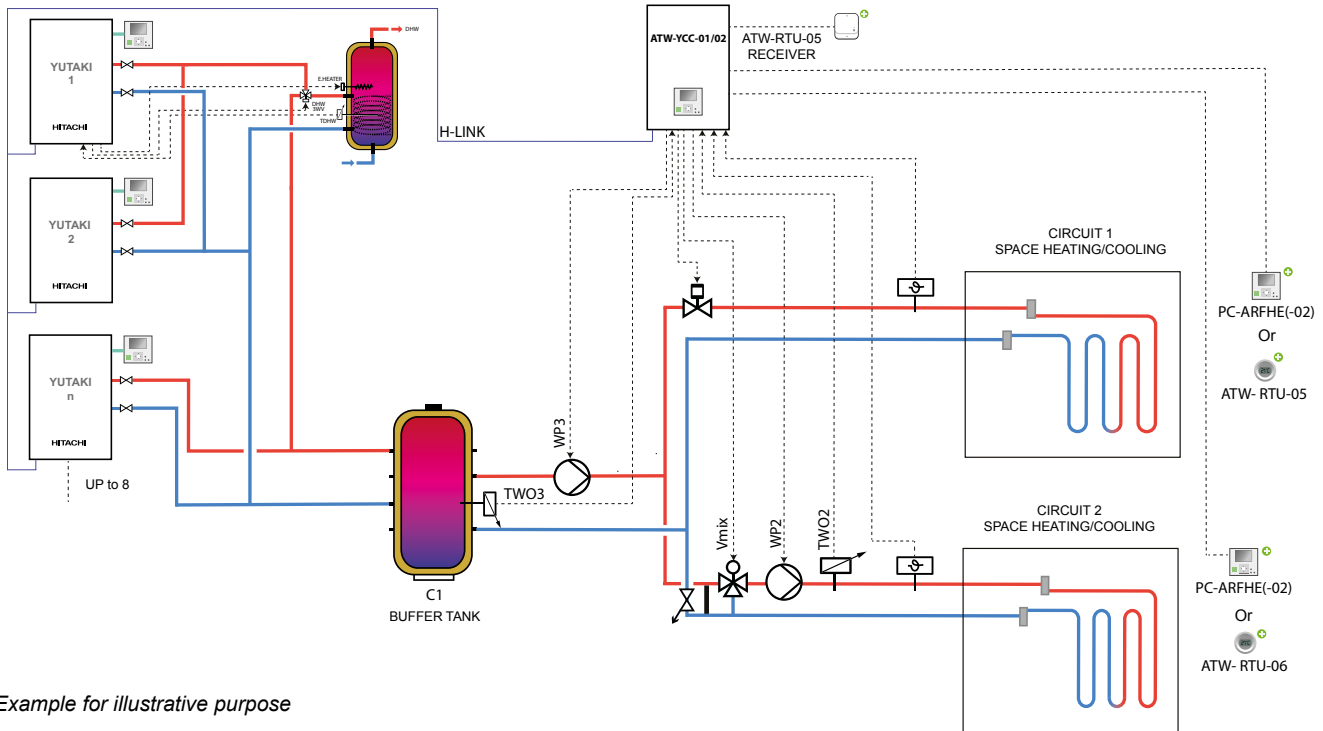 YUTAKI
1
HITACHI
YUTAKI
2
HITACHI
YUTAKI
n
HITACHI
UP to 8
DHW
E.HEATER
DHW
3WV
TDHW
H-LINK
ATW-YCC-01/02
ATW-RTU-05
RECEIVER
WP3
TWO3
C1
BUFFER TANK
Vmix
WP2
TWO2
CIRCUIT 1
SPACE HEATING/COOLING
CIRCUIT 2
SPACE HEATING/COOLING
PC-ARFHE(-02)
Or
ATW- RTU-05
PC-ARFHE(-02)
Or
ATW- RTU-06
Example for illustrative purpose